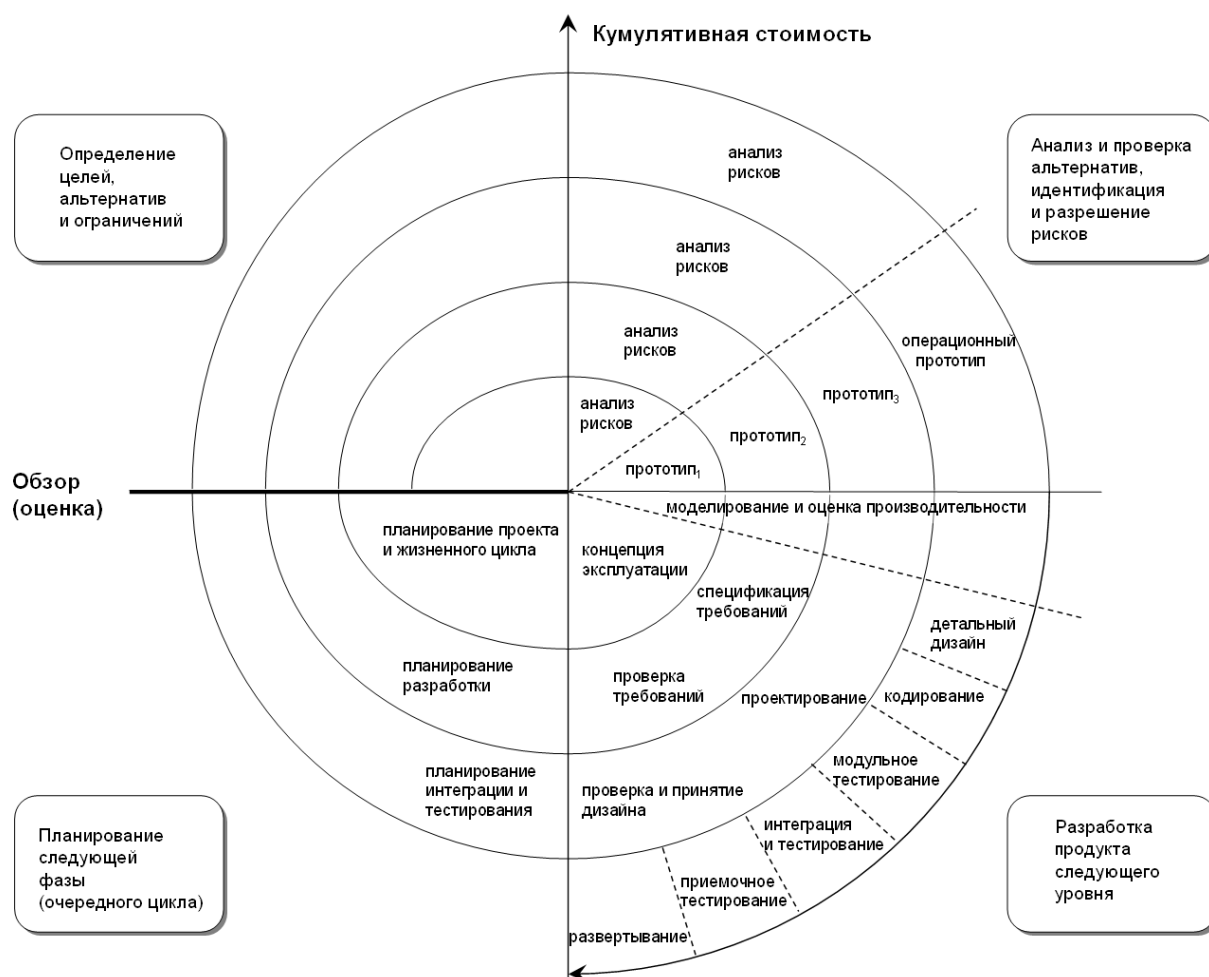 Кумулятивная стоимость
Определение
целей,
альтернатив
и ограничений
Анализ и проверка
альтернатив,
идентификация
и разрешение
рисков
анализ
рисков
анализ
рисков
анализ
рисков
анализ
рисков
операционный
прототип
прототип3
прототип2
прототип1
Обзор
(оценка)
моделирование и оценка производительности
планирование проекта
и жизненного цикла
концепция
эксплуатации
спецификация
требований
детальный
дизайн
планирование
разработки
проверка
требований
проектирование
кодирование
модульное
тестирование
планирование
интеграции и
тестирования
проверка и принятие
дизайна
интеграция
и тестирование
приемочное
тестирование
развертывание
Планирование
следующей
фазы
(очередного цикла)
Разработка
продукта
следующего
уровня